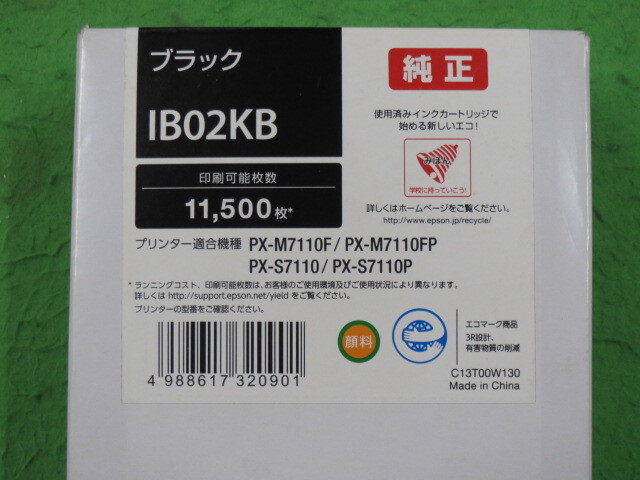 ブラック
純正
IB02KB
使用済みインクカートリッジで
始める新しいエコ!
みほん
学校に持っていこう!
印刷可能枚数
11,500枚*
詳しくはホームページをご覧ください。
http://www.epson.jp/recycle/
プリンター適合機種 PX-M7110F / PX-M7110FP
PX-S7110 / PX-S7110P
* ランニングコスト、印刷可能枚数は、お客様のご使用環境及びご使用状況により異なります。
詳しくは http://support.epson.net/yield をご覧ください。
プリンターの型番をご確認ください。
顔料
エコマーク商品
3R設計、
有害物質の削減
4 988617 320901
C13T00W130
Made in China